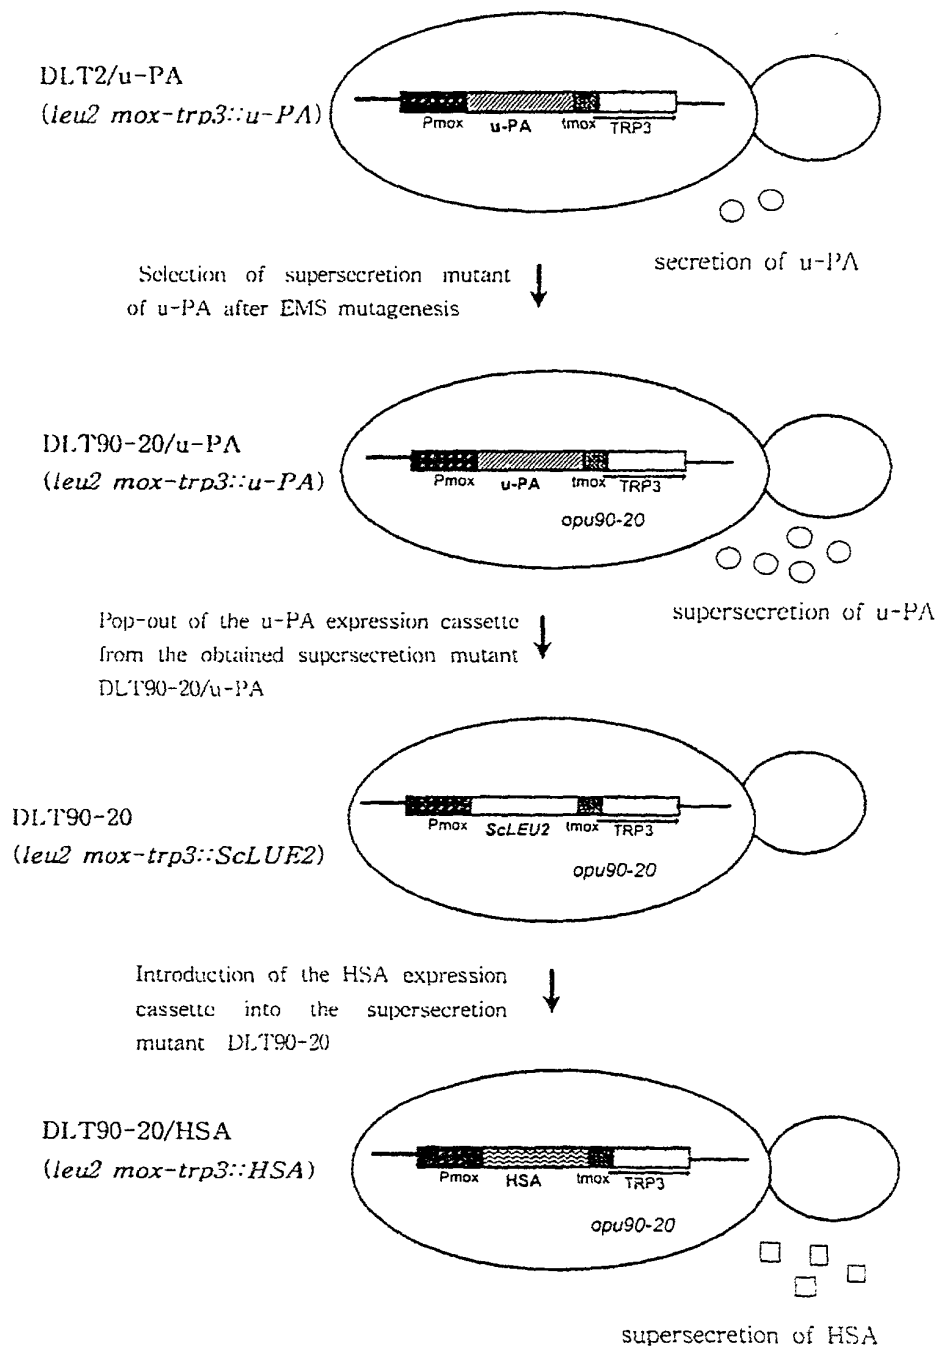 DLT2/u-PA
(leu2 mox-trp3::u-PA)
Pmox u-PA tmox TRP3
secretion of u-PA
Selection of supersecretion mutant
of u-PA after EMS mutagenesis
DLT90-20/u-PA
(leu2 mox-trp3::u-PA)
Pmox u-PA tmox TRP3
opu90-20
supersecretion of u-PA
Pop-out of the u-PA expression cassette
from the obtained supersecretion mutant
DLT90-20/u-PA
DLT90-20
(leu2 mox-trp3::ScLUE2)
Pmox ScLEU2 tmox TRP3
opu90-20
Introduction of the HSA expression
cassette into the supersecretion
mutant DLT90-20
DLT90-20/HSA
(leu2 mox-trp3::HSA)
Pmox HSA tmox TRP3
opu90-20
supersecretion of HSA